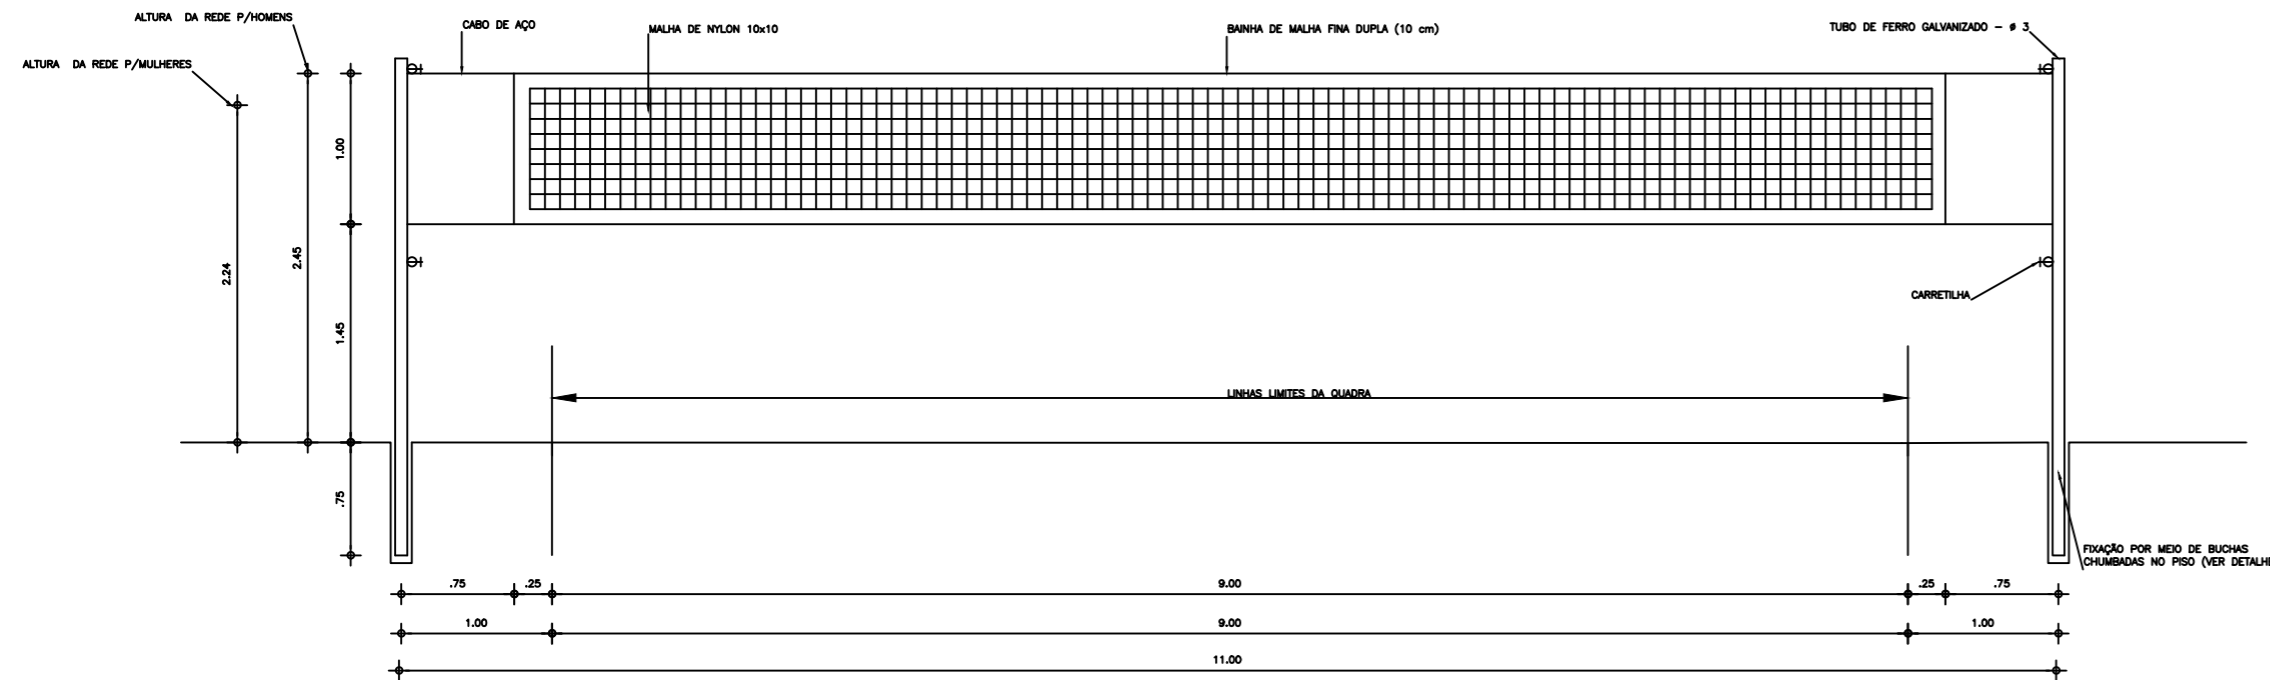 ALTURA DA REDE P/HOMENS
CABO DE AÇO
MALHA DE NYLON 10x10
BAINHA DE MALHA FINA DUPLA (10 cm)
TUBO DE FERRO GALVANIZADO - ø 3
ALTURA DA REDE P/MULHERES
1.00
2.45
2.24
1.45
CARRETILHA
LINHAS LIMITES DA QUADRA
.75
FIXAÇÃO POR MEIO DE BUCHAS
CHUMBADAS NO PISO (VER DETALHE
.75 .25 9.00 .25 .75
1.00 9.00 1.00
11.00